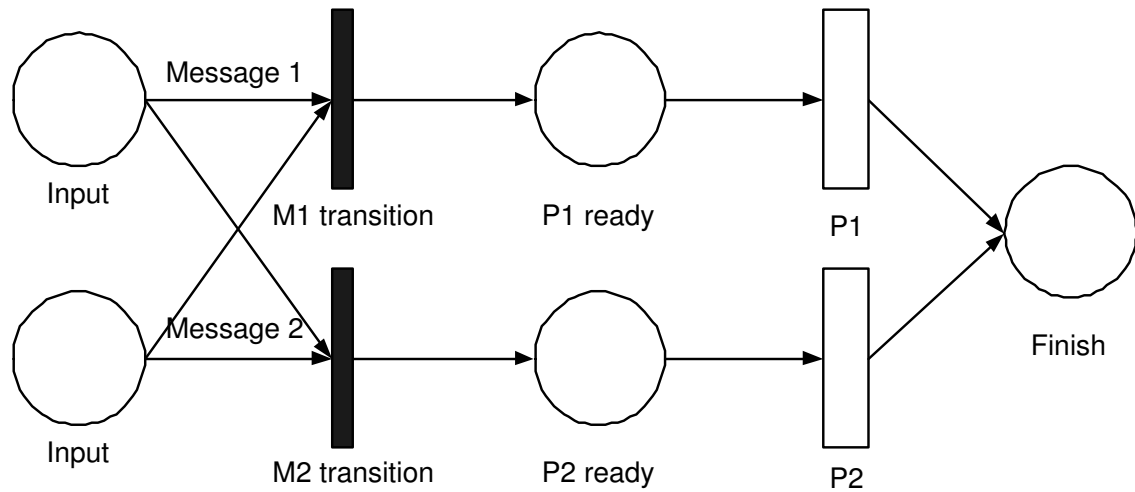 Message 1
Input
M1 transition
P1 ready
P1
Message 2
Finish
Input
M2 transition
P2 ready
P2